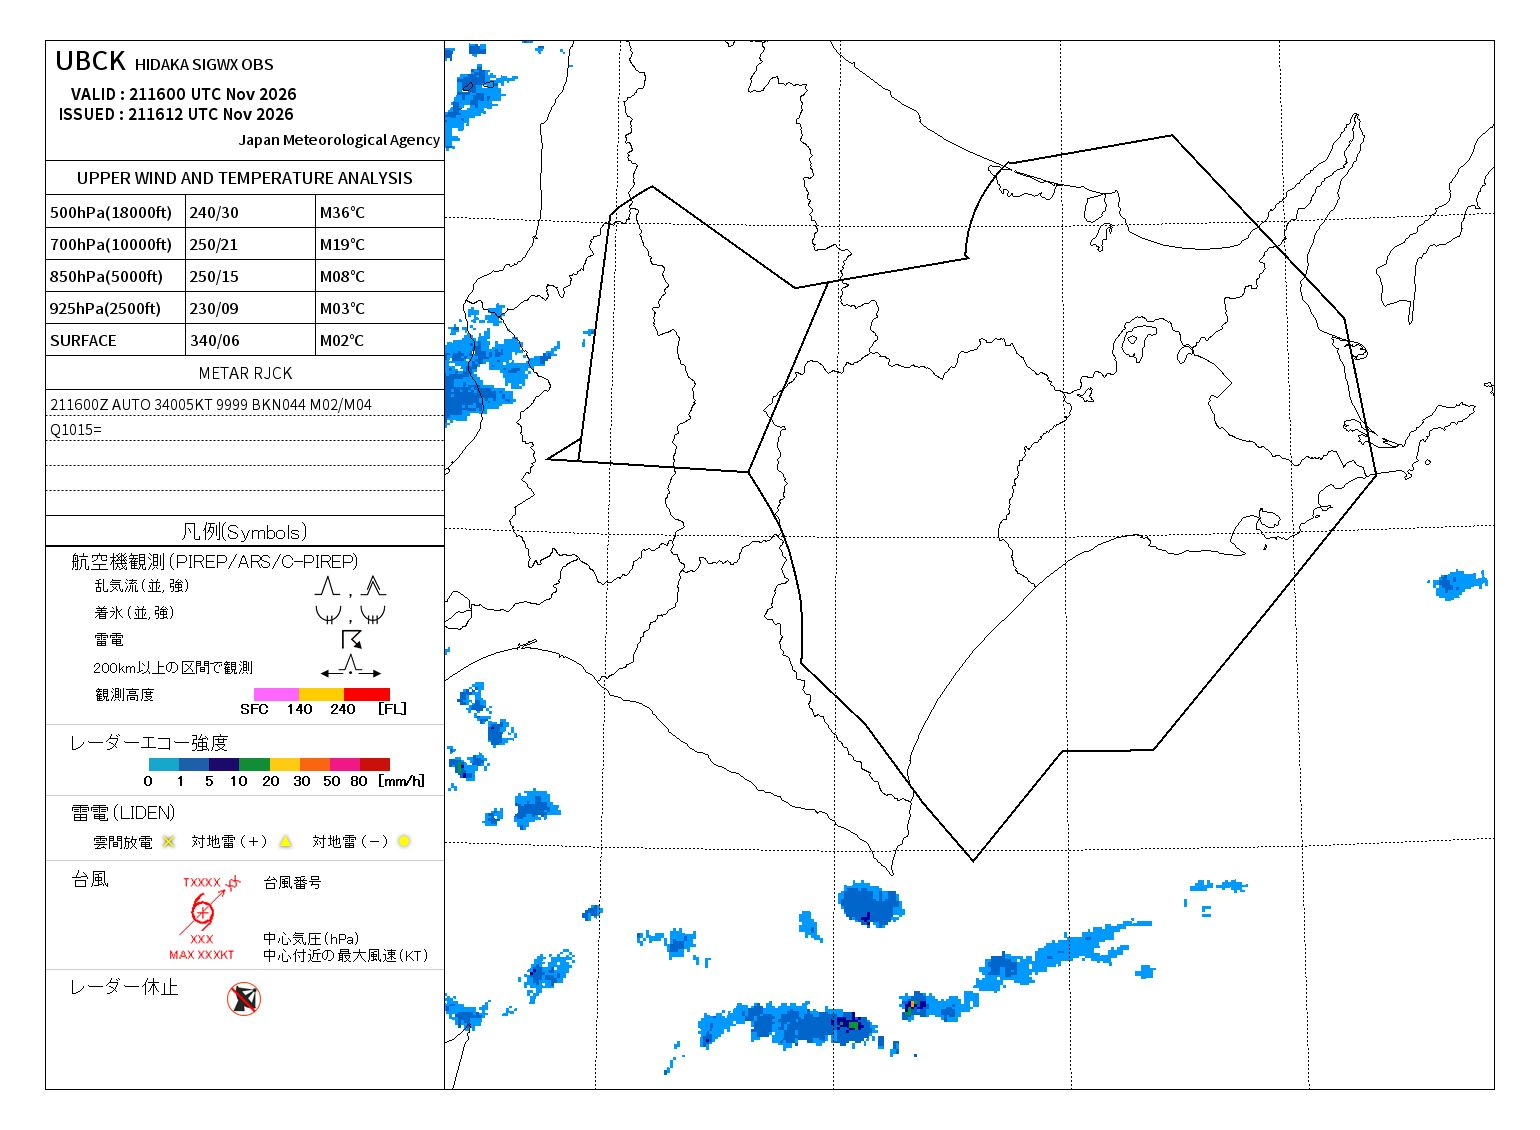 UBCK HIDAKA SIGWX OBS
VALID : 211600 UTC Nov 2026
ISSUED : 211612 UTC Nov 2026
Japan Meteorological Agency
UPPER WIND AND TEMPERATURE ANALYSIS
500hPa(18000ft) 240/30 M36℃
700hPa(10000ft) 250/21 M19℃
850hPa(5000ft) 250/15 M08℃
925hPa(2500ft) 230/09 M03℃
SURFACE 340/06 M02℃
METAR RJCK
211600Z AUTO 34005KT 9999 BKN044 M02/M04
Q1015=
凡例(Symbols)
航空機観測(PIREP/ARS/C-PIREP)
乱気流(並, 強)
着氷(並, 強)
雷電
200km以上の区間で観測
観測高度
SFC 140 240 [FL]
レーダーエコー強度
0 1 5 10 20 30 50 80 [mm/h]
雷電(LIDEN)
雲間放電 対地雷(+) 対地雷(−)
台風
TXXXX 台風番号
XXX 中心気圧(hPa)
MAX XXXKT 中心付近の最大風速(KT)
レーダー休止